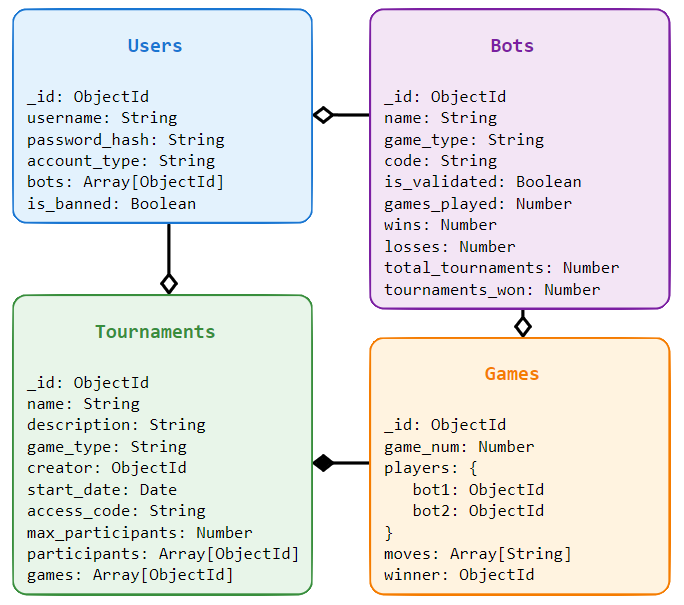 Users
_id: ObjectId
username: String
password_hash: String
account_type: String
bots: Array[ObjectId]
is_banned: Boolean
Bots
_id: ObjectId
name: String
game_type: String
code: String
is_validated: Boolean
games_played: Number
wins: Number
losses: Number
total_tournaments: Number
tournaments_won: Number
Tournaments
_id: ObjectId
name: String
description: String
game_type: String
creator: ObjectId
start_date: Date
access_code: String
max_participants: Number
participants: Array[ObjectId]
games: Array[ObjectId]
Games
_id: ObjectId
game_num: Number
players: {
bot1: ObjectId
bot2: ObjectId
}
moves: Array[String]
winner: ObjectId